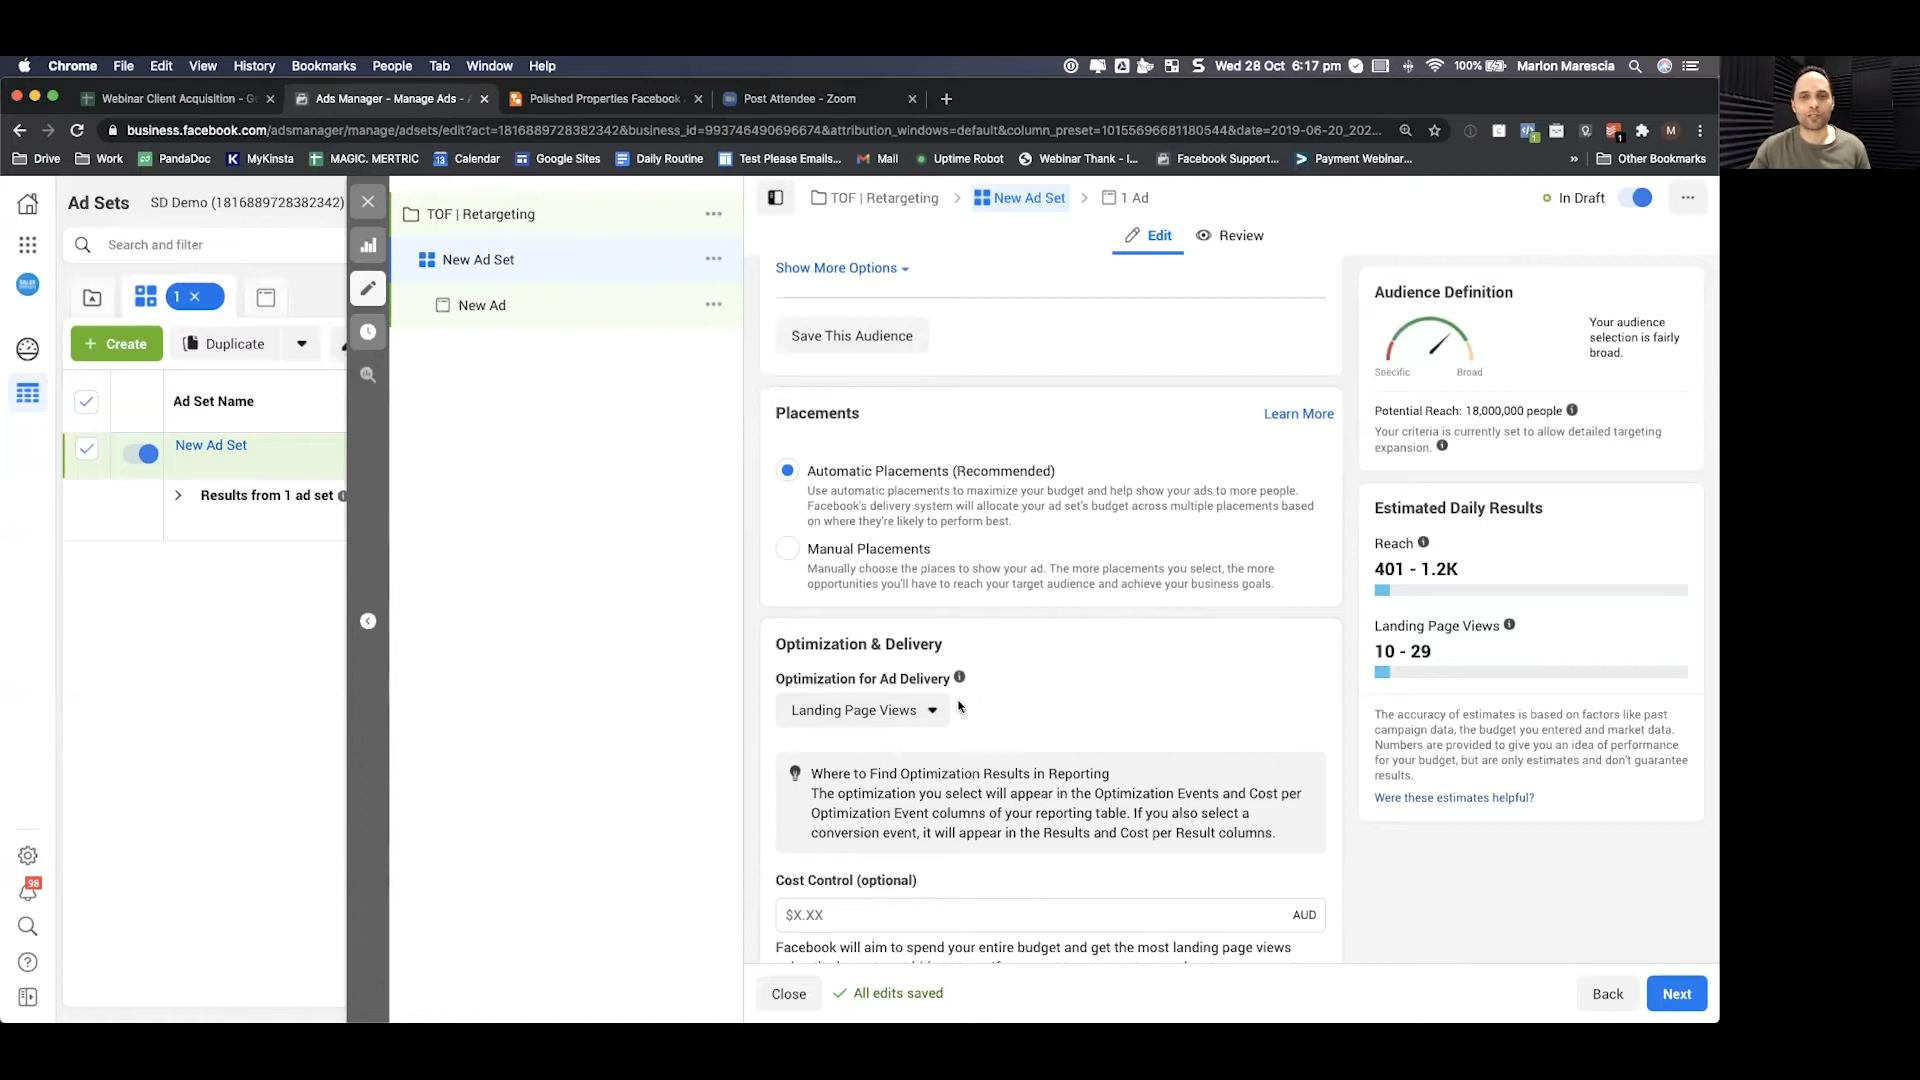 Chrome File Edit View History Bookmarks People Tab Window Help
Wed 28 Oct 6:17 pm 100% Marlon Marescia
Webinar Client Acquisition - G
Ads Manager - Manage Ads -
Polished Properties Facebook
Post Attendee - Zoom
business.facebook.com/adsmanager/manage/adsets/edit?act=1816889728382342&business_id=993746490696674&attribution_windows=default&column_preset=10155696681180544&date=2019-06-20_202...
M
Drive Work PandaDoc MyKinsta MAGIC. MERTRIC Calendar Google Sites Daily Routine Test Please Emails... Mail Uptime Robot Webinar Thank - I... Facebook Support... Payment Webinar... » Other Bookmarks
Ad Sets SD Demo (1816889728382342)
Search and filter
1
Create
Duplicate
Ad Set Name
New Ad Set
Results from 1 ad set
98
TOF | Retargeting
New Ad Set
New Ad
TOF | Retargeting > New Ad Set > 1 Ad
In Draft
Edit Review
Show More Options
Save This Audience
Placements
Learn More
Automatic Placements (Recommended)
Use automatic placements to maximize your budget and help show your ads to more people.
Facebook's delivery system will allocate your ad set's budget across multiple placements based
on where they're likely to perform best.
Manual Placements
Manually choose the places to show your ad. The more placements you select, the more
opportunities you'll have to reach your target audience and achieve your business goals.
Optimization & Delivery
Optimization for Ad Delivery
Landing Page Views
Where to Find Optimization Results in Reporting
The optimization you select will appear in the Optimization Events and Cost per
Optimization Event columns of your reporting table. If you also select a
conversion event, it will appear in the Results and Cost per Result columns.
Cost Control (optional)
$X.XX
AUD
Facebook will aim to spend your entire budget and get the most landing page views
Close
All edits saved
Back
Next
Audience Definition
Your audience
selection is fairly
broad.
Specific Broad
Potential Reach: 18,000,000 people
Your criteria is currently set to allow detailed targeting
expansion.
Estimated Daily Results
Reach
401 - 1.2K
Landing Page Views
10 - 29
The accuracy of estimates is based on factors like past
campaign data, the budget you entered and market data.
Numbers are provided to give you an idea of performance
for your budget, but are only estimates and don't guarantee
results.
Were these estimates helpful?